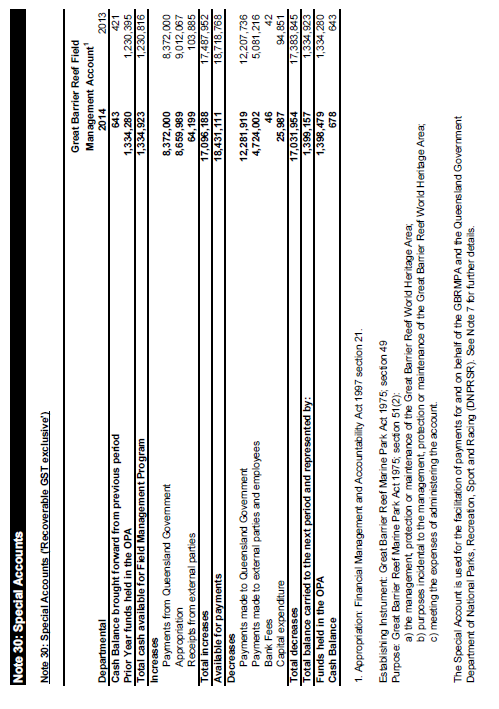 Note 30: Special Accounts
Note 30: Special Accounts ('Recoverable GST exclusive')
Great Barrier Reef Field
Management Account1
Departmental 2014 2013
Cash Balance brought forward from previous period 643 421
Prior Year funds held in the OPA 1,334,280 1,230,395
Total cash available for Field Management Program 1,334,923 1,230,816
Increases
Payments from Queensland Government 8,372,000 8,372,000
Appropriation 8,659,989 9,012,067
Receipts from external parties 64,199 103,885
Total increases 17,096,188 17,487,952
Available for payments 18,431,111 18,718,768
Decreases
Payments made to Queensland Government 12,281,919 12,207,736
Payments made to external parties and employees 4,724,002 5,081,216
Bank Fees 46 42
Capital expenditure 25,987 94,851
Total decreases 17,031,954 17,383,845
Total balance carried to the next period and represented by: 1,399,157 1,334,923
Funds held in the OPA 1,398,479 1,334,280
Cash Balance 678 643
1. Appropriation: Financial Management and Accountability Act 1997 section 21.
Establishing Instrument: Great Barrier Reef Marine Park Act 1975; section 49
Purpose: Great Barrier Reef Marine Park Act 1975; section 51(2):
a) the management, protection or maintenance of the Great Barrier Reef World Heritage Area;
b) purposes incidental to the management, protection or maintenance of the Great Barrier Reef World Heritage Area;
c) meeting the expenses of administering the account.
The Special Account is used for the facilitation of payments for and on behalf of the GBRMPA and the Queensland Government
Department of National Parks, Recreation, Sport and Racing (DNPRSR). See Note 7 for further details.